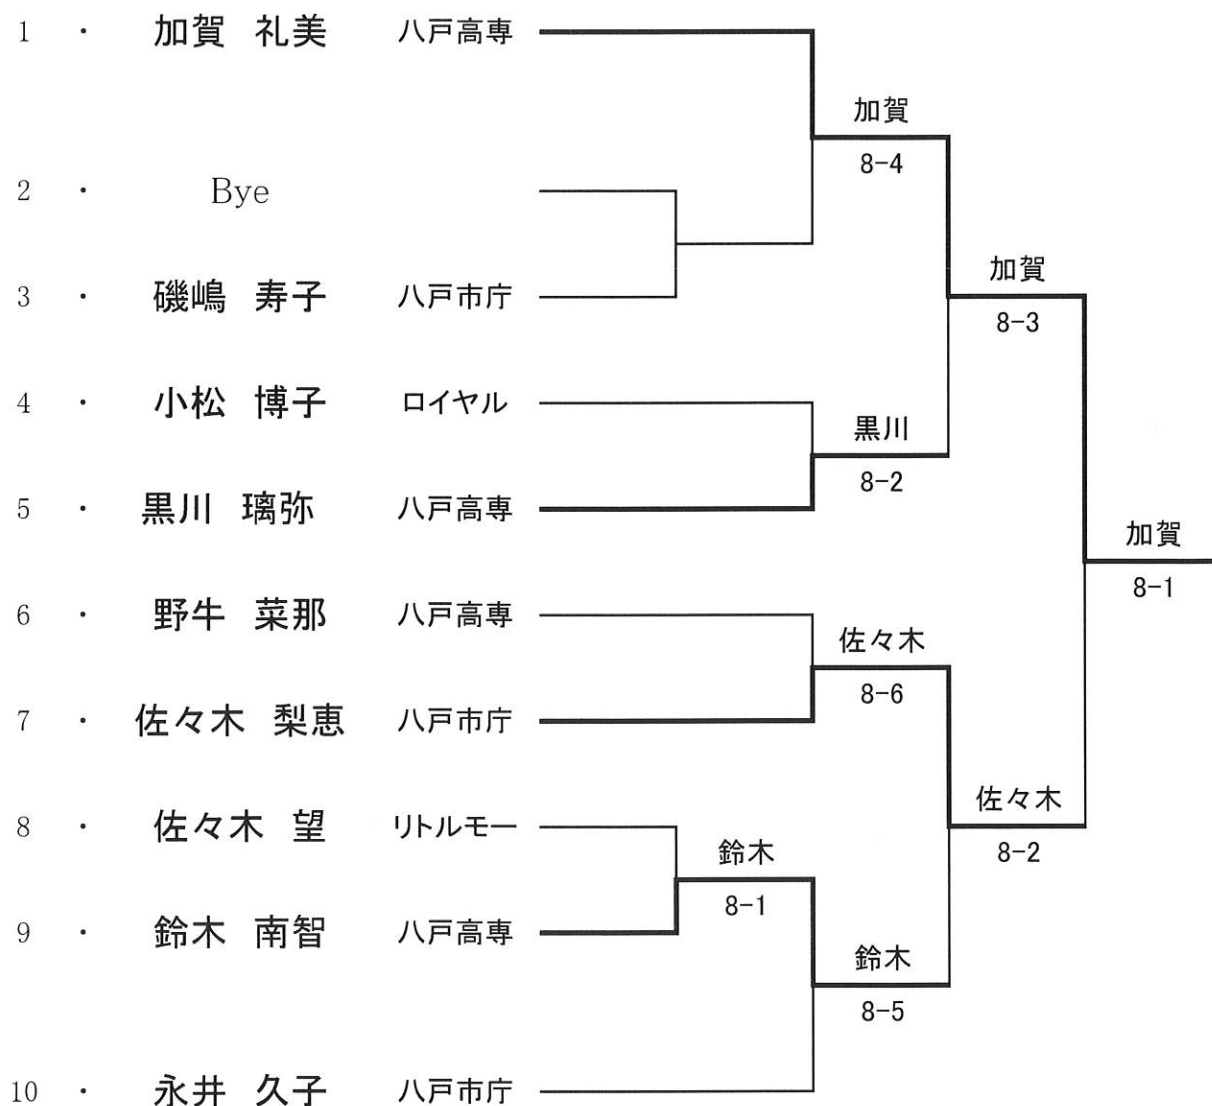 1 ・ 加賀 礼美 八戸高専
加賀
8-4
2 ・ Bye
加賀
8-3
3 ・ 磯嶋 寿子 八戸市庁
4 ・ 小松 博子 ロイヤル
黒川
8-2
5 ・ 黒川 璃弥 八戸高専
加賀
8-1
6 ・ 野牛 菜那 八戸高専
佐々木
8-6
7 ・ 佐々木 梨恵 八戸市庁
佐々木
8-2
8 ・ 佐々木 望 リトルモー
鈴木
8-1
9 ・ 鈴木 南智 八戸高専
鈴木
8-5
10 ・ 永井 久子 八戸市庁